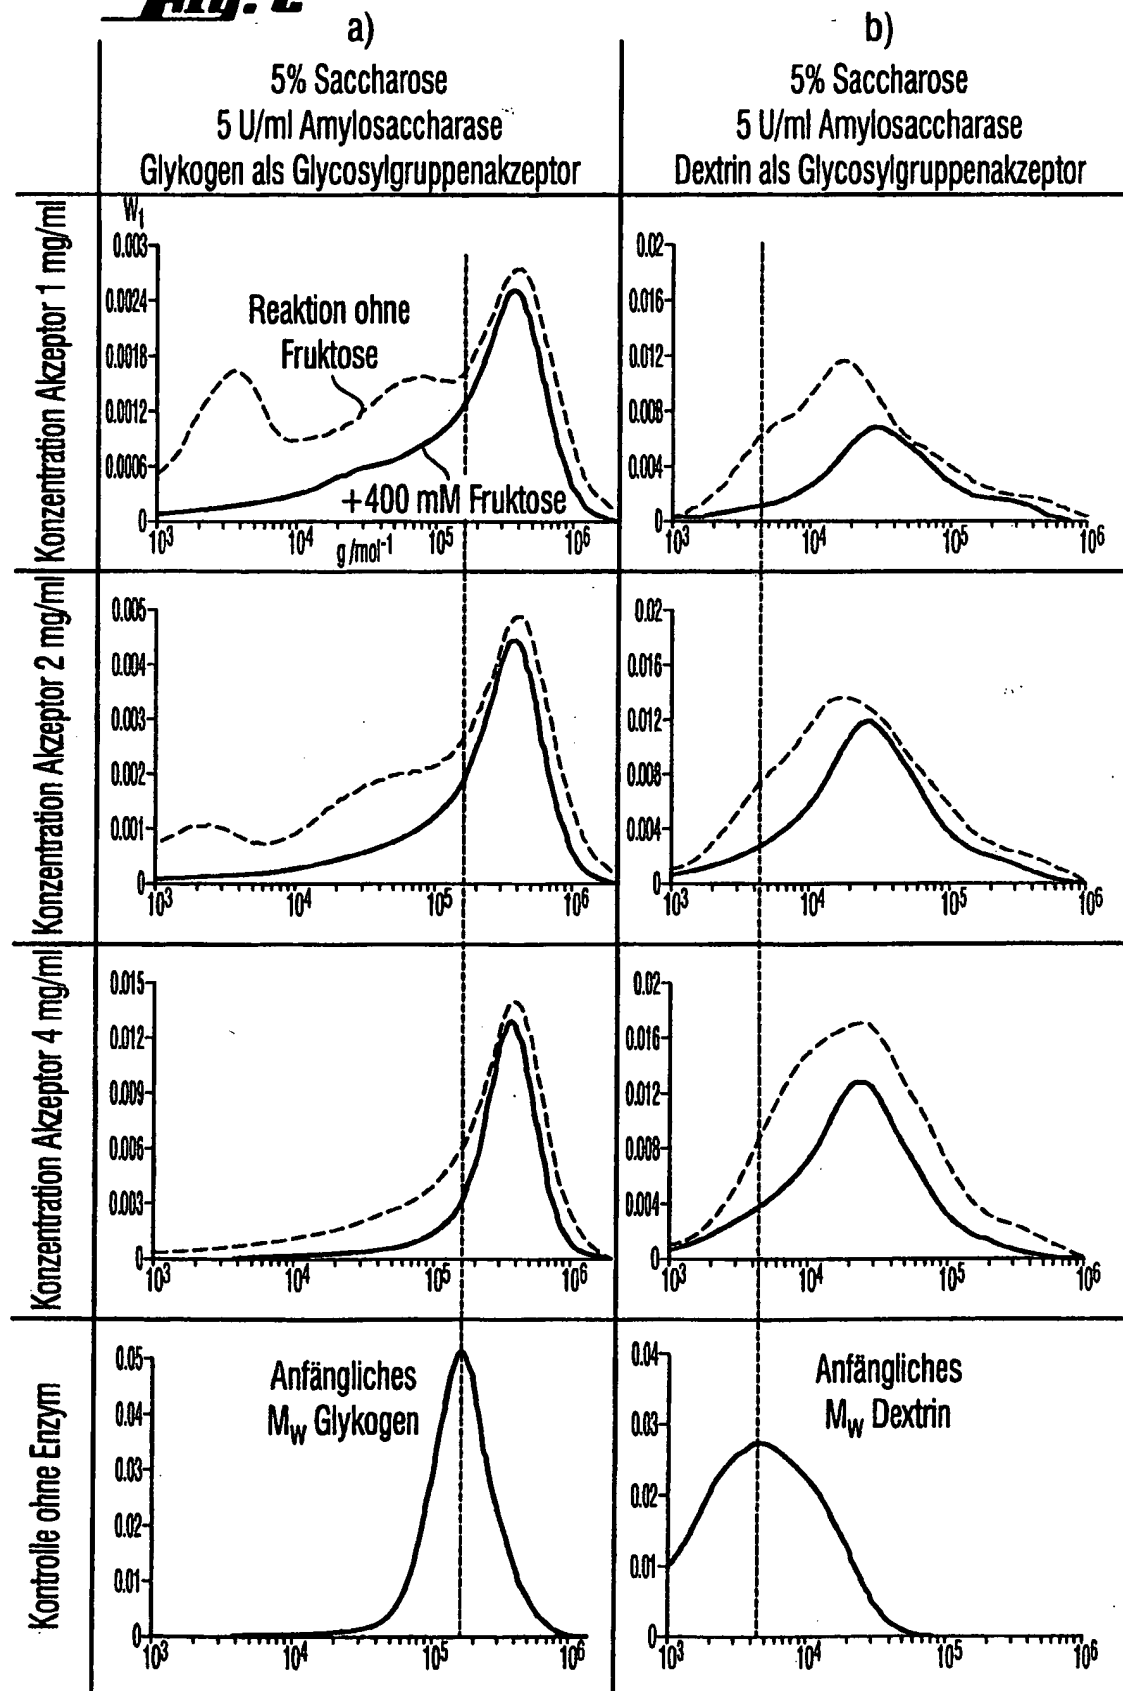 a)
5% Saccharose
5 U/ml Amylosaccharase
Glykogen als Glycosylgruppenakzeptor
b)
5% Saccharose
5 U/ml Amylosaccharase
Dextrin als Glycosylgruppenakzeptor
Konzentration Akzeptor 1 mg/ml
0.003
0.0024
0.0018
0.0012
0.0006
0
Reaktion ohne
Fruktose
+400 mM Fruktose
10³ 10⁴ 10⁵ 10⁶
g/mol⁻¹
0.02
0.016
0.012
0.008
0.004
0
10³ 10⁴ 10⁵ 10⁶
Konzentration Akzeptor 2 mg/ml
0.005
0.004
0.003
0.002
0.001
0
10³ 10⁴ 10⁵ 10⁶
0.02
0.016
0.012
0.008
0.004
0
10³ 10⁴ 10⁵ 10⁶
Konzentration Akzeptor 4 mg/ml
0.015
0.012
0.009
0.006
0.003
0
10³ 10⁴ 10⁵ 10⁶
0.02
0.016
0.012
0.008
0.004
0
10³ 10⁴ 10⁵ 10⁶
Kontrolle ohne Enzym
0.05
0.04
0.03
0.02
0.01
0
Anfängliches
M_W Glykogen
10³ 10⁴ 10⁵ 10⁶
0.04
0.03
0.02
0.01
0
Anfängliches
M_W Dextrin
10³ 10⁴ 10⁵ 10⁶